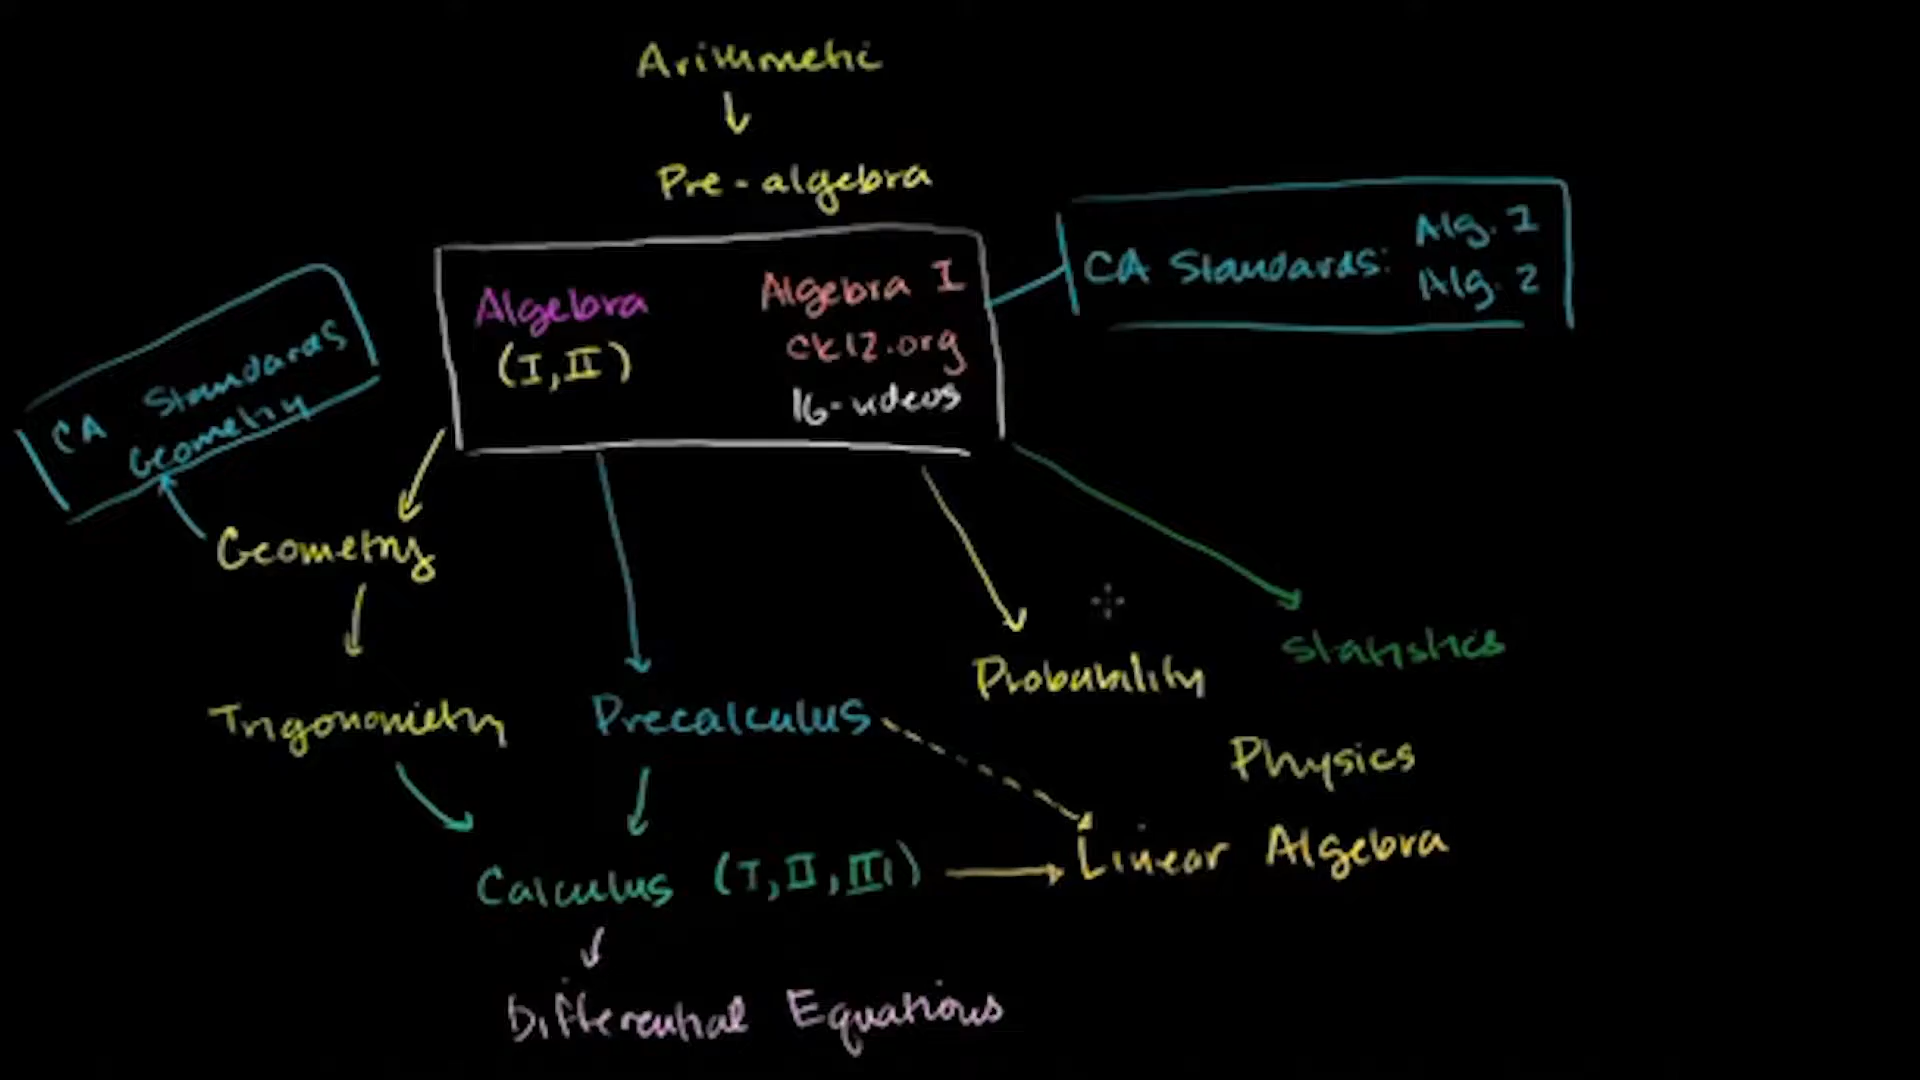 Arithmetic
Pre-algebra
Algebra
(I, II)
Algebra I
ck12.org
16-videos
CA Standards:
Alg. 1
Alg. 2
CA Standards
Geometry
Geometry
Trigonometry
Precalculus
Probability
Statistics
Physics
Calculus (I, II, III)
Linear Algebra
Differential Equations